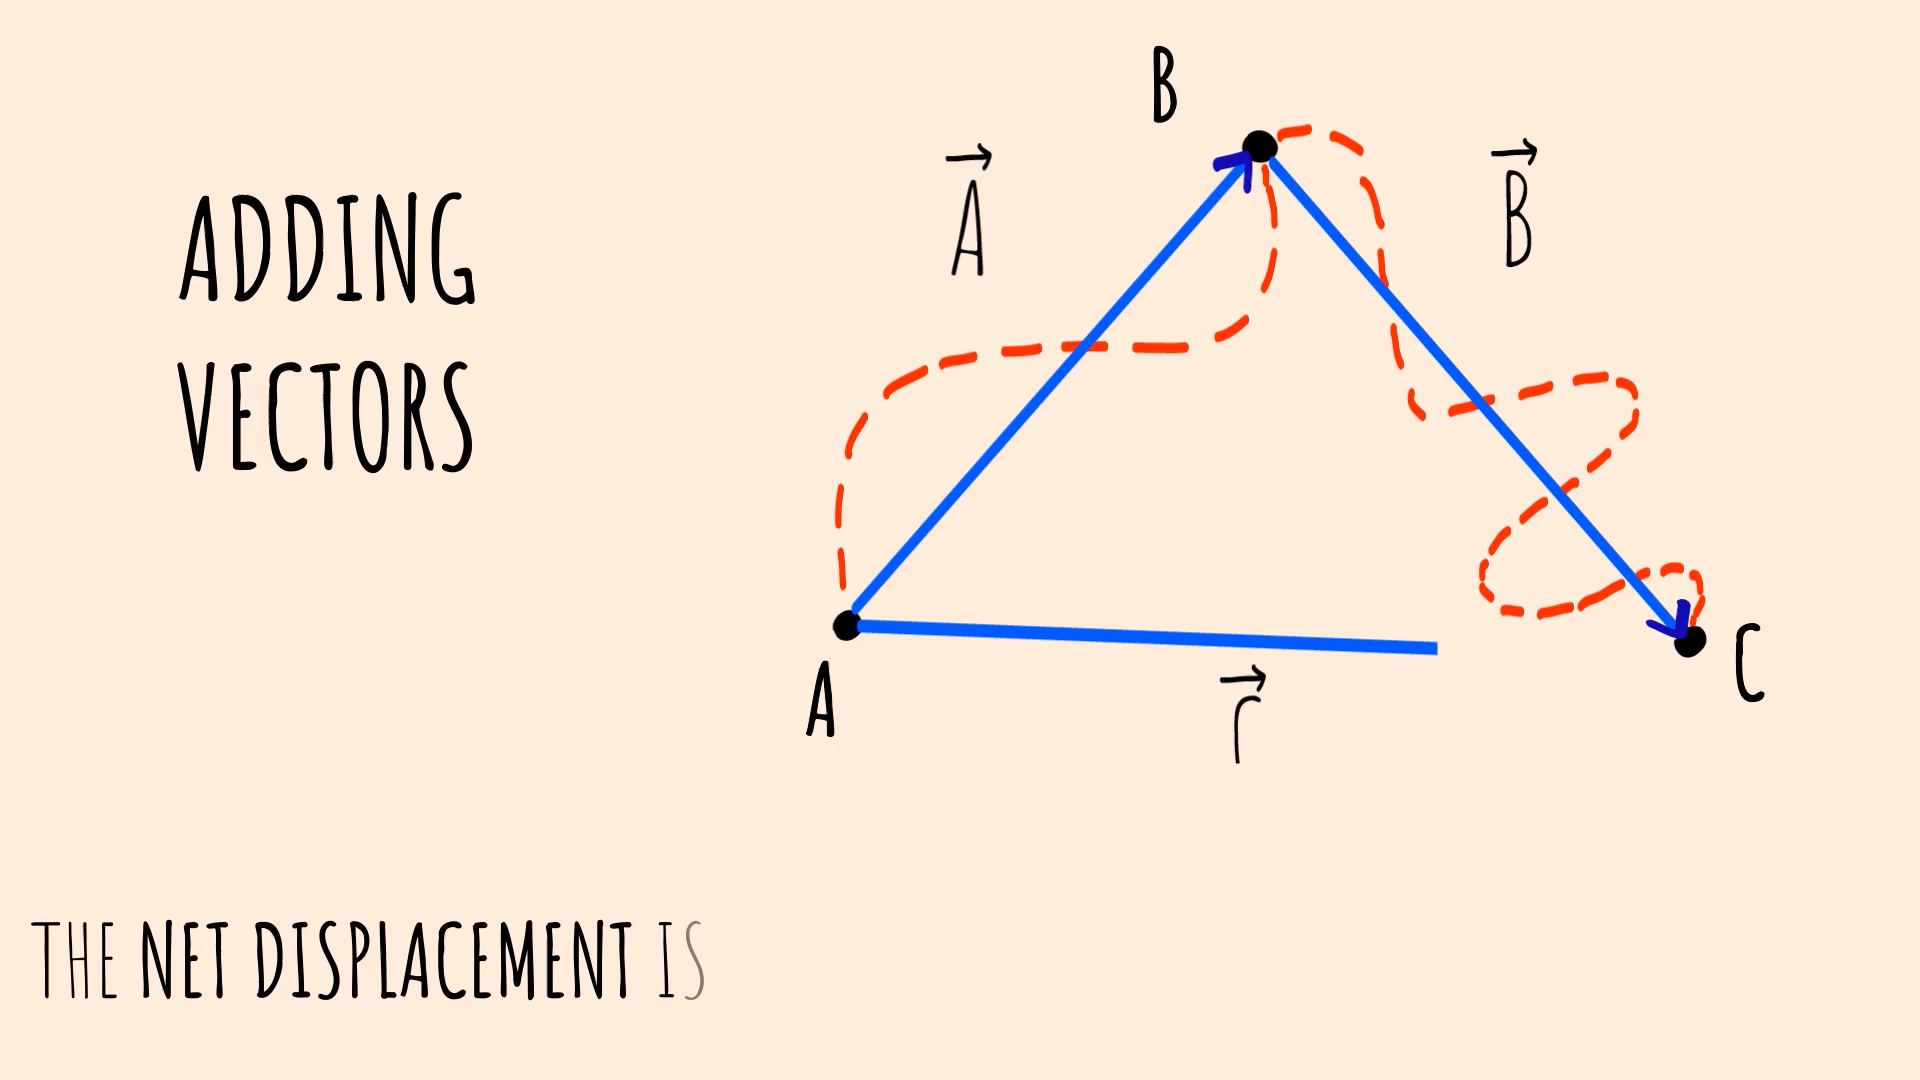 ADDING
VECTORS
B
A⃗
B⃗
A
C
r⃗
THE NET DISPLACEMENT IS